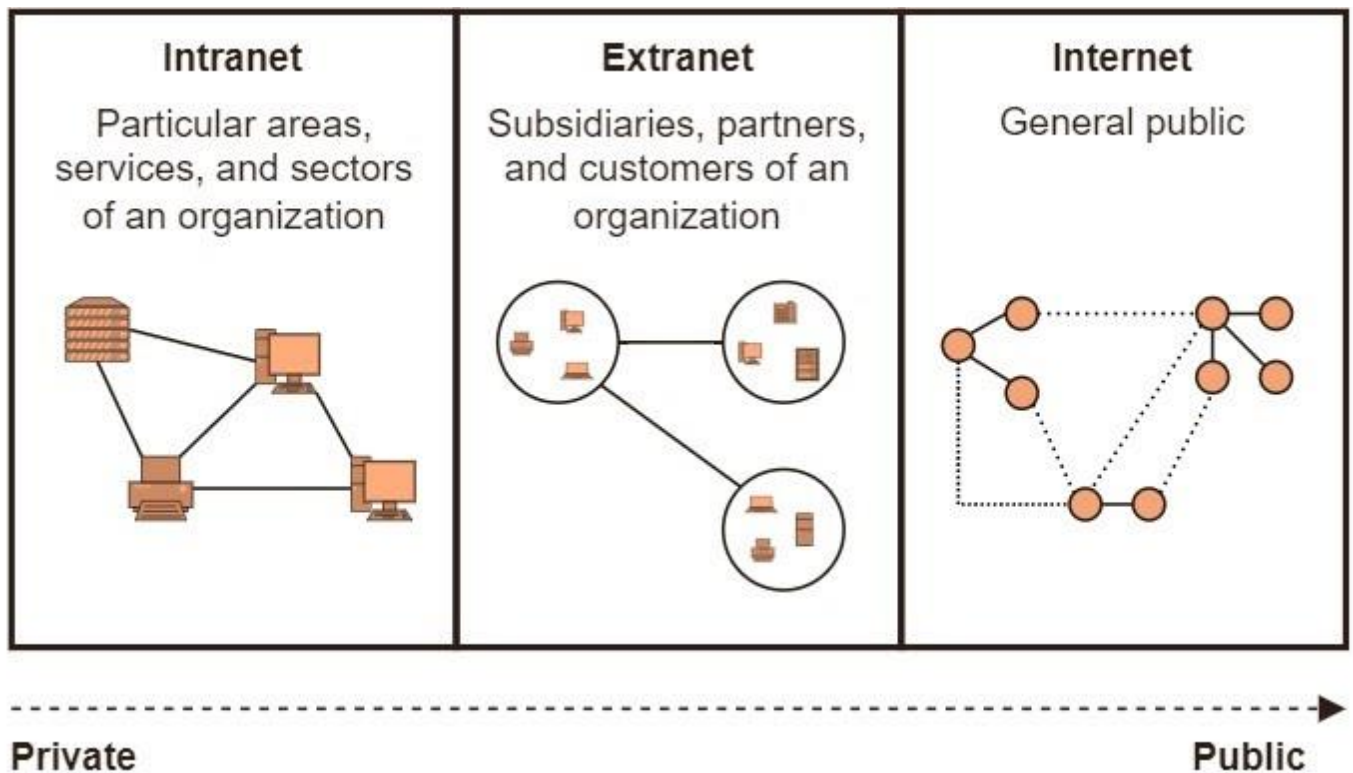 Intranet
Particular areas,
services, and sectors
of an organization
Extranet
Subsidiaries, partners,
and customers of an
organization
Internet
General public
Private
Public